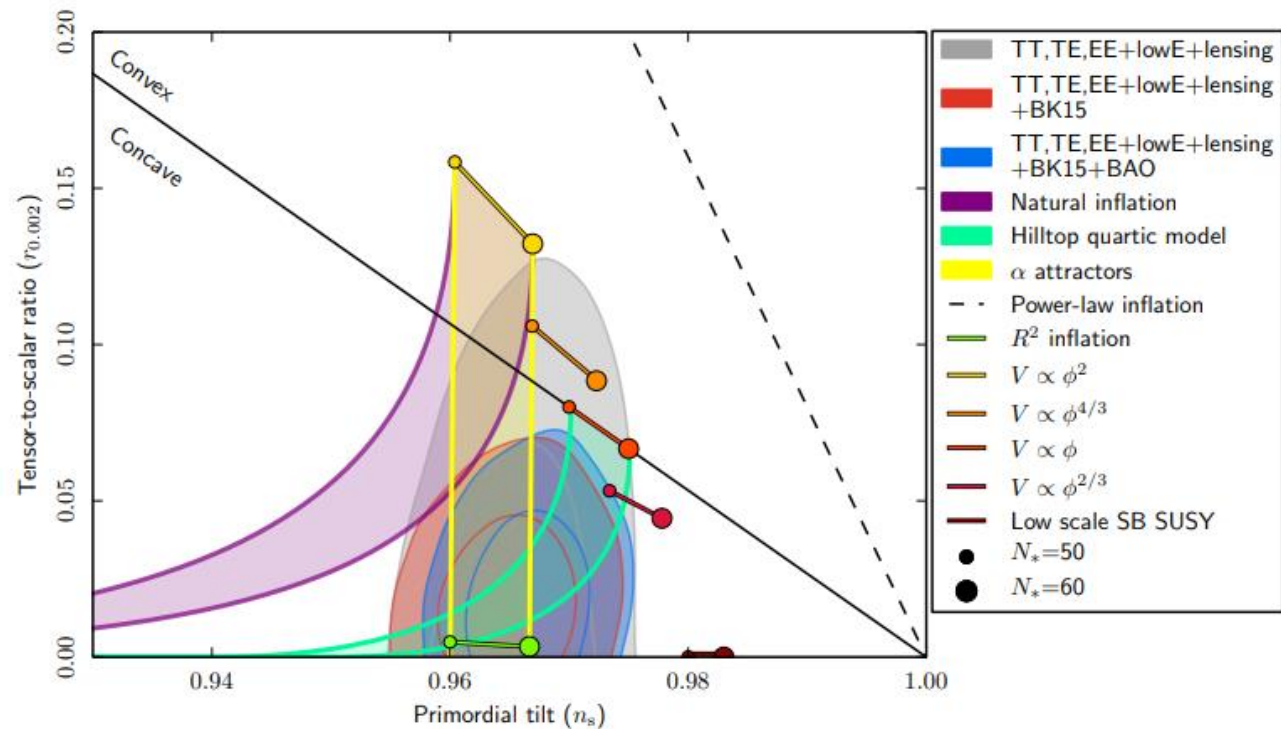 0.20
0.15
0.10
0.05
0.00
Tensor-to-scalar ratio (r₀.₀₀₂)
Convex
Concave
0.94
0.96
0.98
1.00
Primordial tilt (nₛ)
TT,TE,EE+lowE+lensing
TT,TE,EE+lowE+lensing
+BK15
TT,TE,EE+lowE+lensing
+BK15+BAO
Natural inflation
Hilltop quartic model
α attractors
Power-law inflation
R² inflation
V ∝ φ²
V ∝ φ^{4/3}
V ∝ φ
V ∝ φ^{2/3}
Low scale SB SUSY
N_*=50
N_*=60